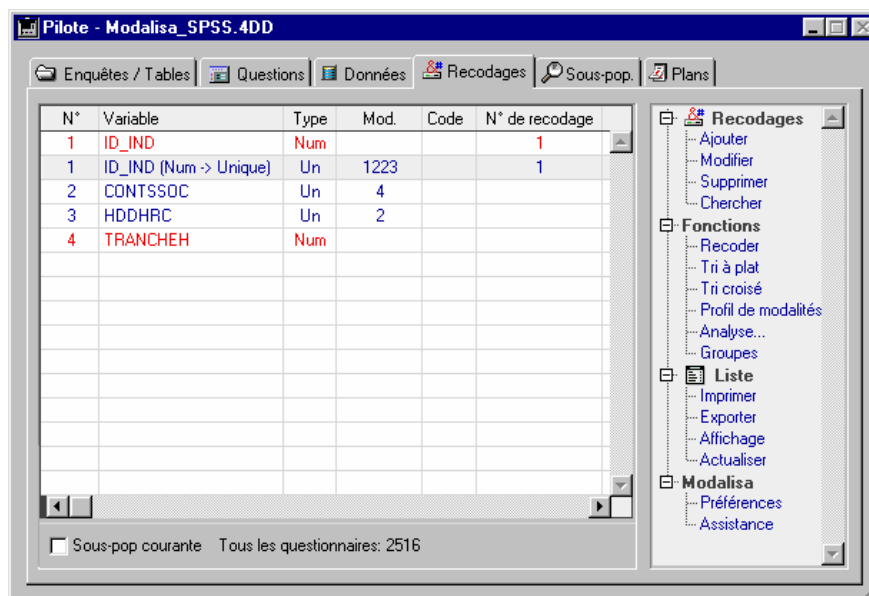 Pilote - Modalisa_SPSS.4DD
Enquêtes / Tables Questions Données Recodages Sous-pop. Plans
N° Variable Type Mod. Code N° de recodage
1 ID_IND Num 1
1 ID_IND (Num -> Unique) Un 1223 1
2 CONTSSOC Un 4
3 HDDHRC Un 2
4 TRANCHEH Num
Sous-pop courante Tous les questionnaires: 2516
Recodages
Ajouter
Modifier
Supprimer
Chercher
Fonctions
Recoder
Tri à plat
Tri croisé
Profil de modalités
Analyse...
Groupes
Liste
Imprimer
Exporter
Affichage
Actualiser
Modalisa
Préférences
Assistance